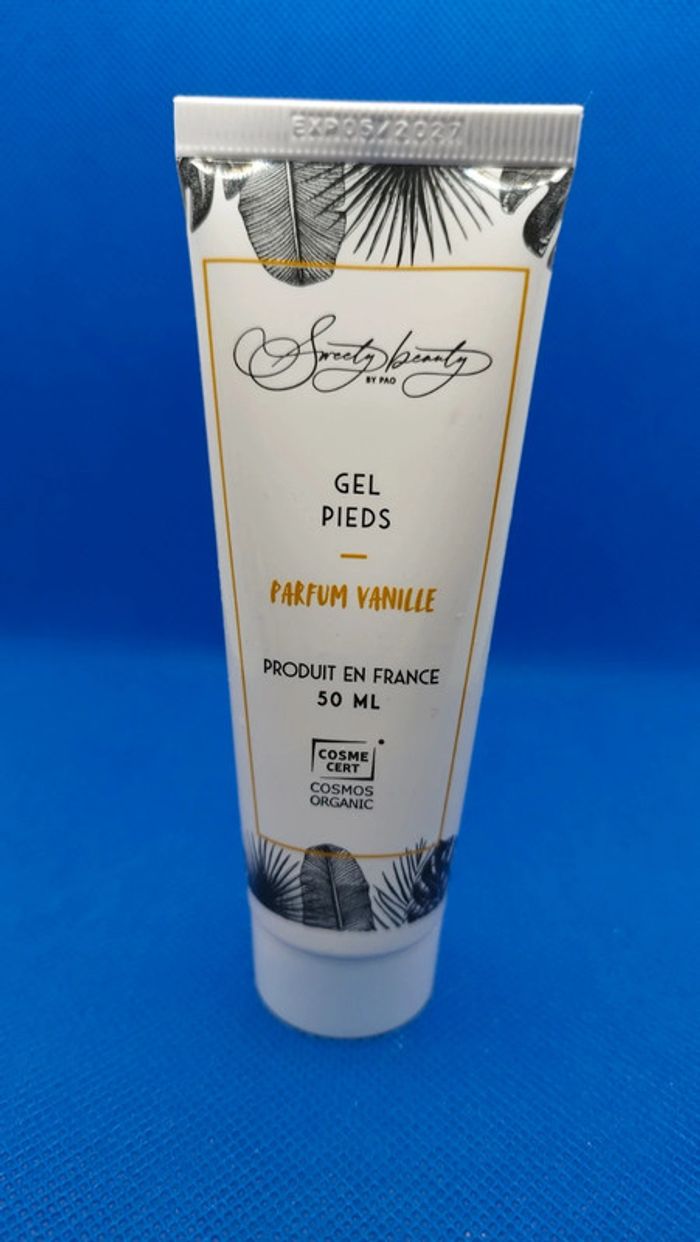 EXP05/2027
Sweety beauty
BY PAO
GEL
PIEDS
PARFUM VANILLE
PRODUIT EN FRANCE
50 ML
COSME
CERT
COSMOS
ORGANIC